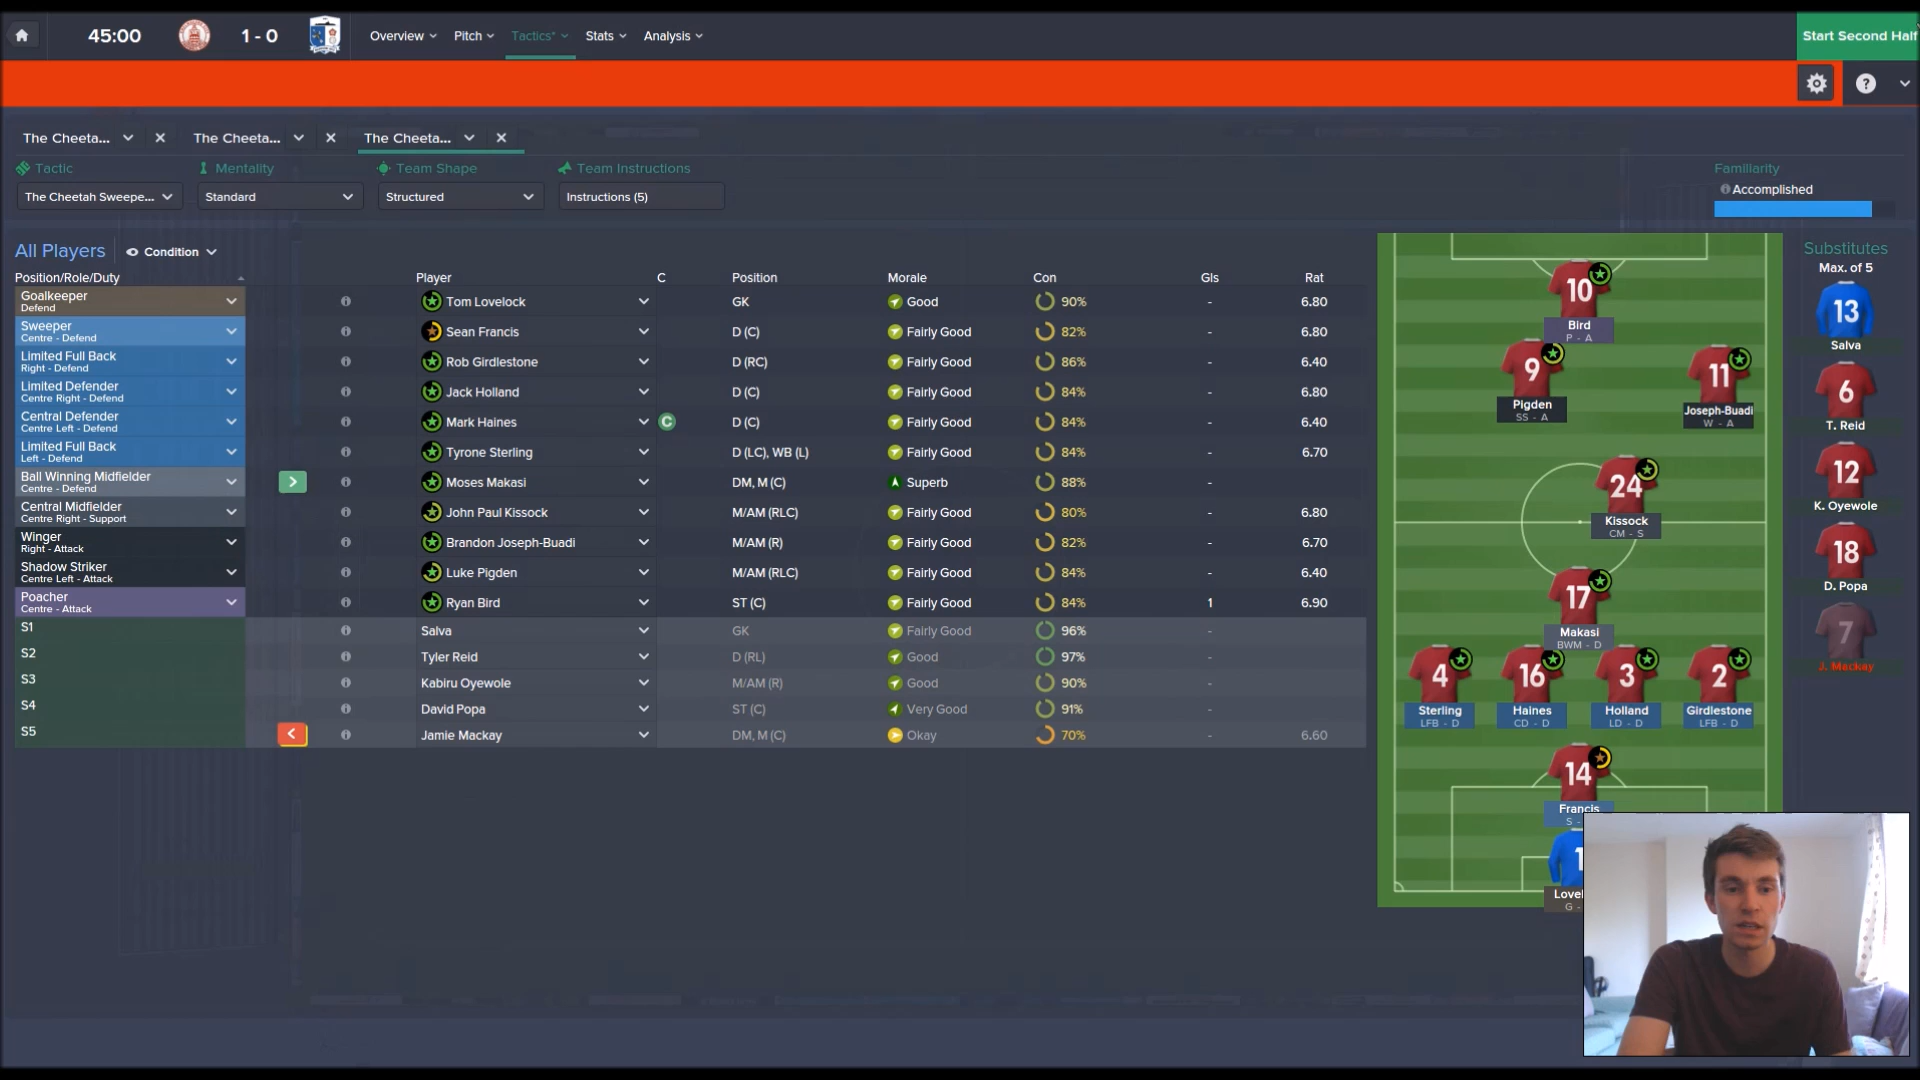 45:00 1 - 0 Overview Pitch Tactics* Stats Analysis Start Second Half
?
The Cheeta... The Cheeta... The Cheeta...
Tactic Mentality Team Shape Team Instructions Familiarity
The Cheetah Sweepe... Standard Structured Instructions (5) Accomplished
All Players Condition
Position/Role/Duty Player C Position Morale Con Gls Rat
Goalkeeper
Defend
Tom Lovelock GK Good 90% - 6.80
Sweeper
Centre - Defend
Sean Francis D (C) Fairly Good 82% - 6.80
Limited Full Back
Right - Defend
Rob Girdlestone D (RC) Fairly Good 86% - 6.40
Limited Defender
Centre Right - Defend
Jack Holland D (C) Fairly Good 84% - 6.80
Central Defender
Centre Left - Defend
Mark Haines C D (C) Fairly Good 84% - 6.40
Limited Full Back
Left - Defend
Tyrone Sterling D (LC), WB (L) Fairly Good 84% - 6.70
Ball Winning Midfielder
Centre - Defend
Moses Makasi DM, M (C) Superb 88% -
Central Midfielder
Centre Right - Support
John Paul Kissock M/AM (RLC) Fairly Good 80% - 6.80
Winger
Right - Attack
Brandon Joseph-Buadi M/AM (R) Fairly Good 82% - 6.70
Shadow Striker
Centre Left - Attack
Luke Pigden M/AM (RLC) Fairly Good 84% - 6.40
Poacher
Centre - Attack
Ryan Bird ST (C) Fairly Good 84% 1 6.90
S1 Salva GK Fairly Good 96% -
S2 Tyler Reid D (RL) Good 97% -
S3 Kabiru Oyewole M/AM (R) Good 90% -
S4 David Popa ST (C) Very Good 91% -
S5 Jamie Mackay DM, M (C) Okay 70% - 6.60
10
Bird
P - A
9
Pigden
SS - A
11
Joseph-Buadi
W - A
24
Kissock
CM - S
17
Makasi
BWM - D
4
Sterling
LFB - D
16
Haines
CD - D
3
Holland
LD - D
2
Girdlestone
LFB - D
14
Francis
S -
1
Lovel
G -
Substitutes
Max. of 5
13
Salva
6
T. Reid
12
K. Oyewole
18
D. Popa
7
J. Mackay